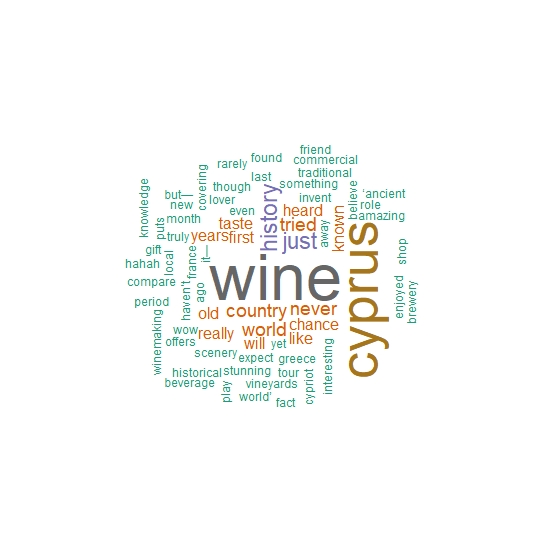 friend
found
commercial
rarely
traditional
last
something
though
covering
lover
invent
believe
'ancient
role
amazing
knowledge
but—
new
even
heard
month
puts
taste
tried
history
just
away
known
truly
years
first
it—
gift
hahah
local
france
shop
wine
cyprus
compare
haven't
ago
period
enjoyed
brewery
old
country
never
winemaking
wow
really
world
chance
offers
will
yet
like
scenery
expect
greece
interesting
historical
stunning
tour
beverage
play
vineyards
cypriot
world'
fact